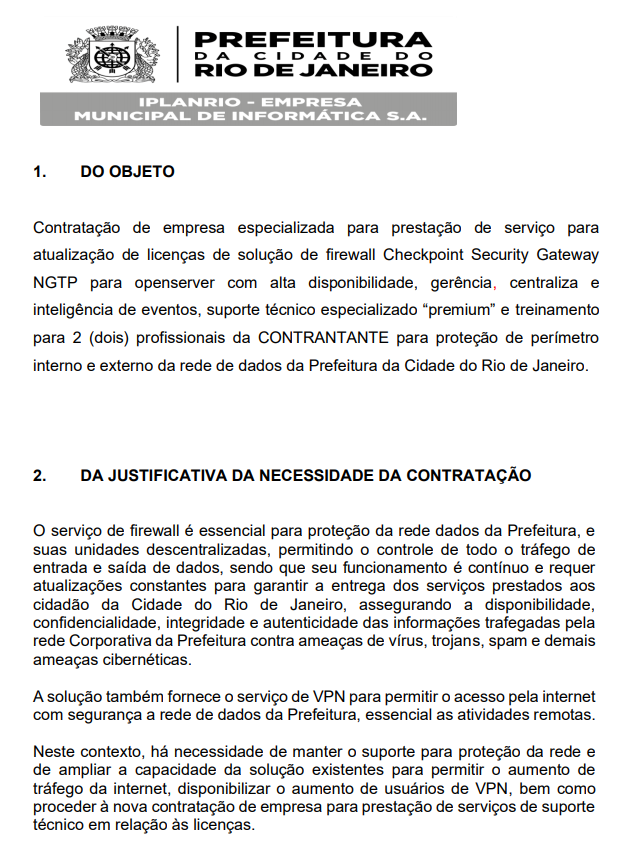 PREFEITURA
DA CIDADE DO
RIO DE JANEIRO
IPLANRIO - EMPRESA
MUNICIPAL DE INFORMÁTICA S.A.
1. DO OBJETO
Contratação de empresa especializada para prestação de serviço para
atualização de licenças de solução de firewall Checkpoint Security Gateway
NGTP para openserver com alta disponibilidade, gerência, centraliza e
inteligência de eventos, suporte técnico especializado “premium” e treinamento
para 2 (dois) profissionais da CONTRANTANTE para proteção de perímetro
interno e externo da rede de dados da Prefeitura da Cidade do Rio de Janeiro.
2. DA JUSTIFICATIVA DA NECESSIDADE DA CONTRATAÇÃO
O serviço de firewall é essencial para proteção da rede dados da Prefeitura, e
suas unidades descentralizadas, permitindo o controle de todo o tráfego de
entrada e saída de dados, sendo que seu funcionamento é contínuo e requer
atualizações constantes para garantir a entrega dos serviços prestados aos
cidadão da Cidade do Rio de Janeiro, assegurando a disponibilidade,
confidencialidade, integridade e autenticidade das informações trafegadas pela
rede Corporativa da Prefeitura contra ameaças de vírus, trojans, spam e demais
ameaças cibernéticas.
A solução também fornece o serviço de VPN para permitir o acesso pela internet
com segurança a rede de dados da Prefeitura, essencial as atividades remotas.
Neste contexto, há necessidade de manter o suporte para proteção da rede e
de ampliar a capacidade da solução existentes para permitir o aumento de
tráfego da internet, disponibilizar o aumento de usuários de VPN, bem como
proceder à nova contratação de empresa para prestação de serviços de suporte
técnico em relação às licenças.